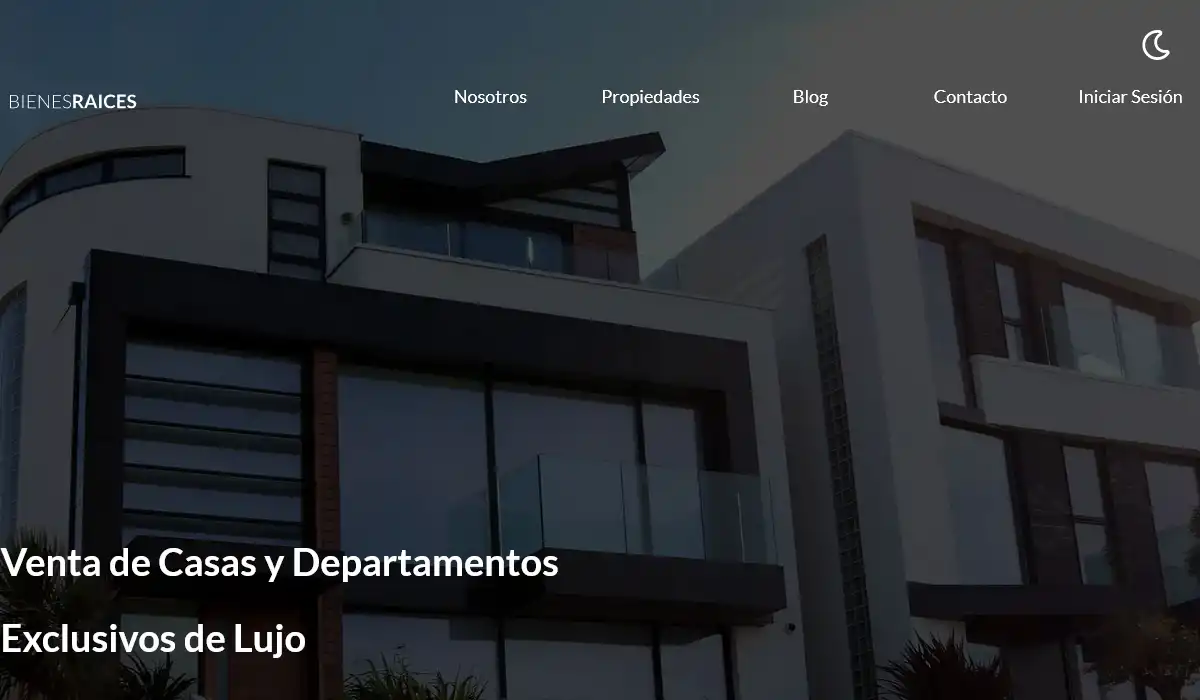 BIENESRAICES
Nosotros
Propiedades
Blog
Contacto
Iniciar Sesión
Venta de Casas y Departamentos
Exclusivos de Lujo